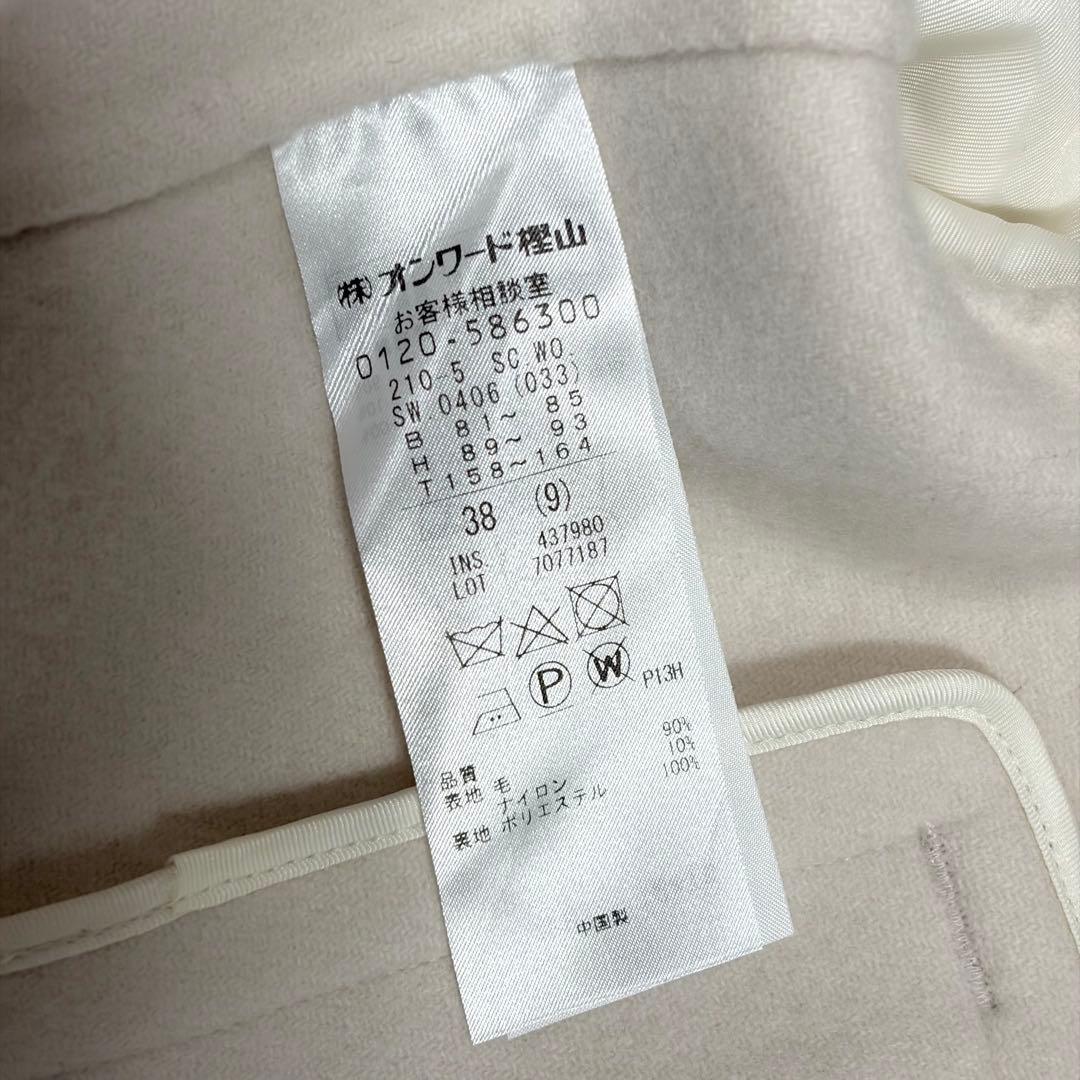 (株)オンワード樫山
お客様相談室
0120-586300
210-5 SC WO.
SW 0406 (033)
B 81～ 85
H 89～ 93
T 158～164
38 (9)
INS. 437980
LOT 7077187
P W P13H
品質
表地 毛 90%
ナイロン 10%
裏地 ポリエステル 100%
中国製